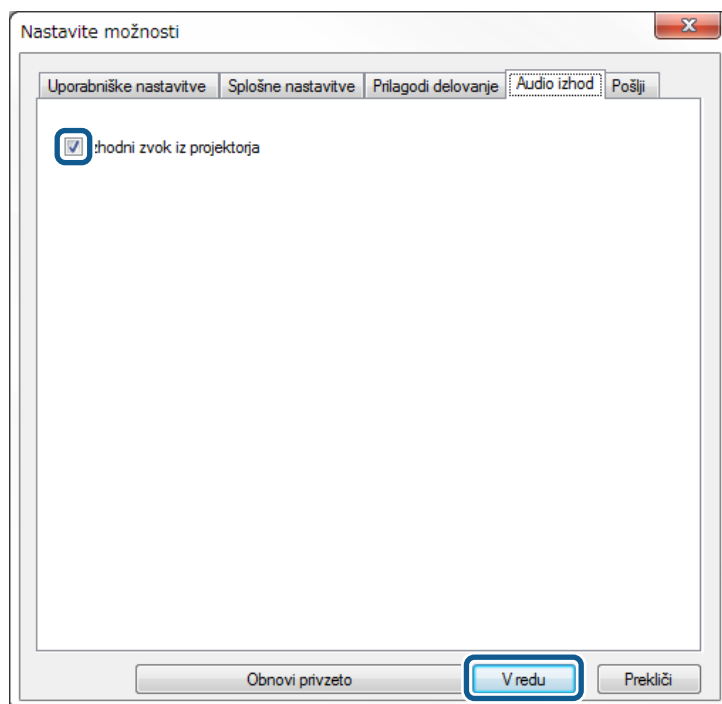 Nastavite možnosti
Uporabniške nastavitve Splošne nastavitve Prilagodi delovanje Audio izhod Pošlji
zhodni zvok iz projektorja
Obnovi privzeto V redu Prekliči